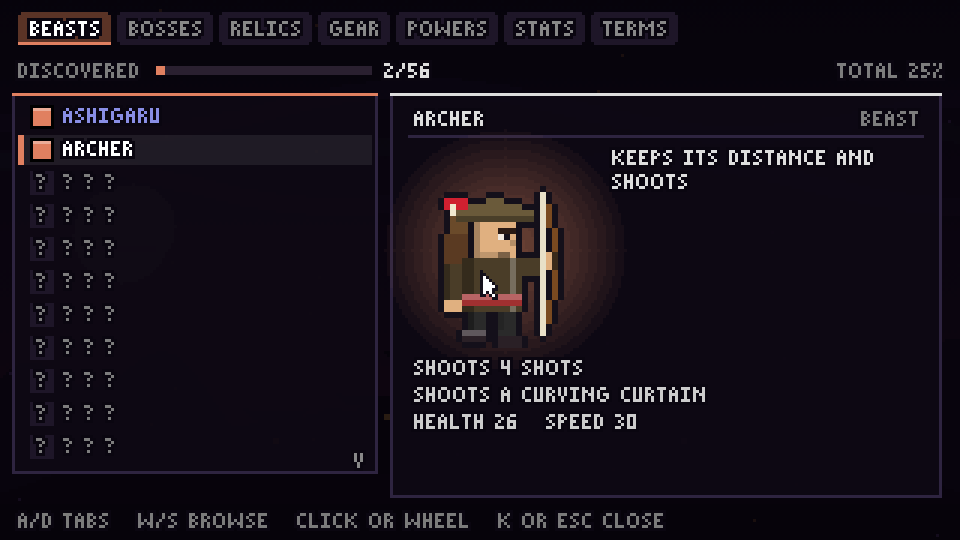 BEASTS BOSSES RELICS GEAR POWERS STATS TERMS
DISCOVERED 2/56 TOTAL 25%
ASHIGARU
ARCHER
? ? ? ?
? ? ? ?
? ? ? ?
? ? ? ?
? ? ? ?
? ? ? ?
? ? ? ?
? ? ? ?
? ? ? ?
V
ARCHER BEAST
KEEPS ITS DISTANCE AND
SHOOTS
SHOOTS 4 SHOTS
SHOOTS A CURVING CURTAIN
HEALTH 26 SPEED 30
A/D TABS W/S BROWSE CLICK OR WHEEL K OR ESC CLOSE